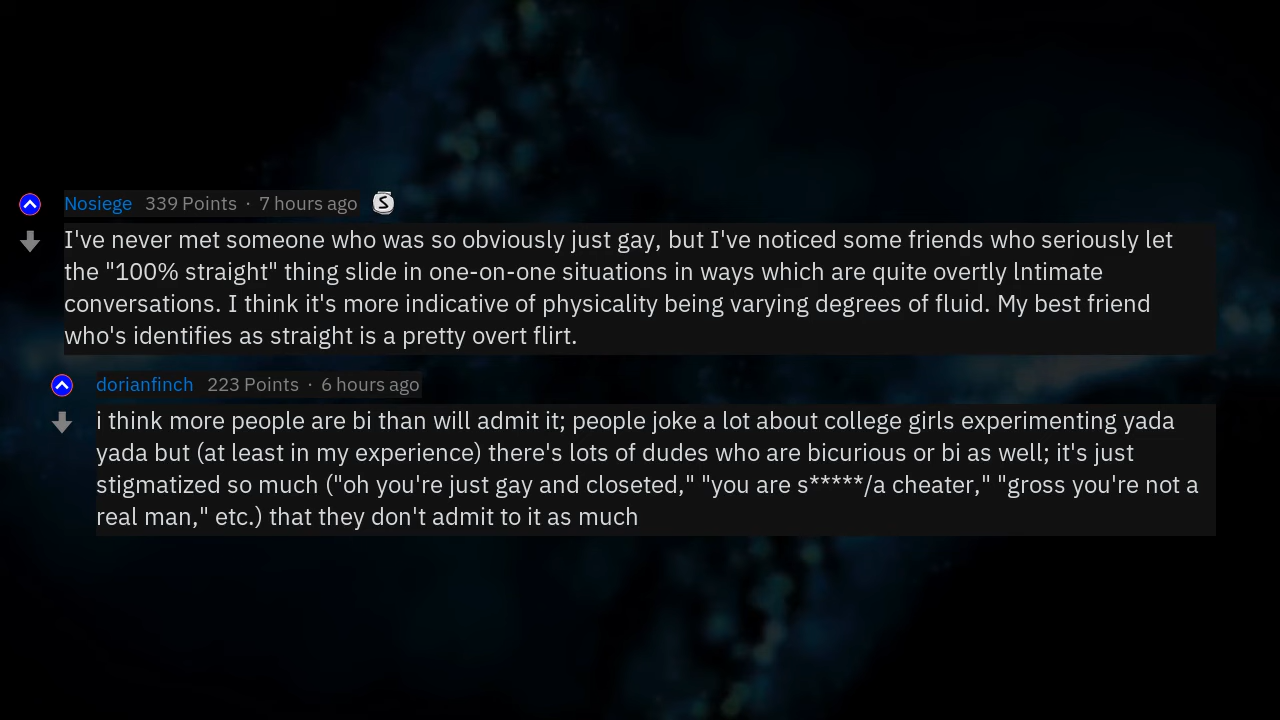 Nosiege 339 Points · 7 hours ago S
I've never met someone who was so obviously just gay, but I've noticed some friends who seriously let
the "100% straight" thing slide in one-on-one situations in ways which are quite overtly lntimate
conversations. I think it's more indicative of physicality being varying degrees of fluid. My best friend
who's identifies as straight is a pretty overt flirt.
dorianfinch 223 Points · 6 hours ago
i think more people are bi than will admit it; people joke a lot about college girls experimenting yada
yada but (at least in my experience) there's lots of dudes who are bicurious or bi as well; it's just
stigmatized so much ("oh you're just gay and closeted," "you are s*****/a cheater," "gross you're not a
real man," etc.) that they don't admit to it as much